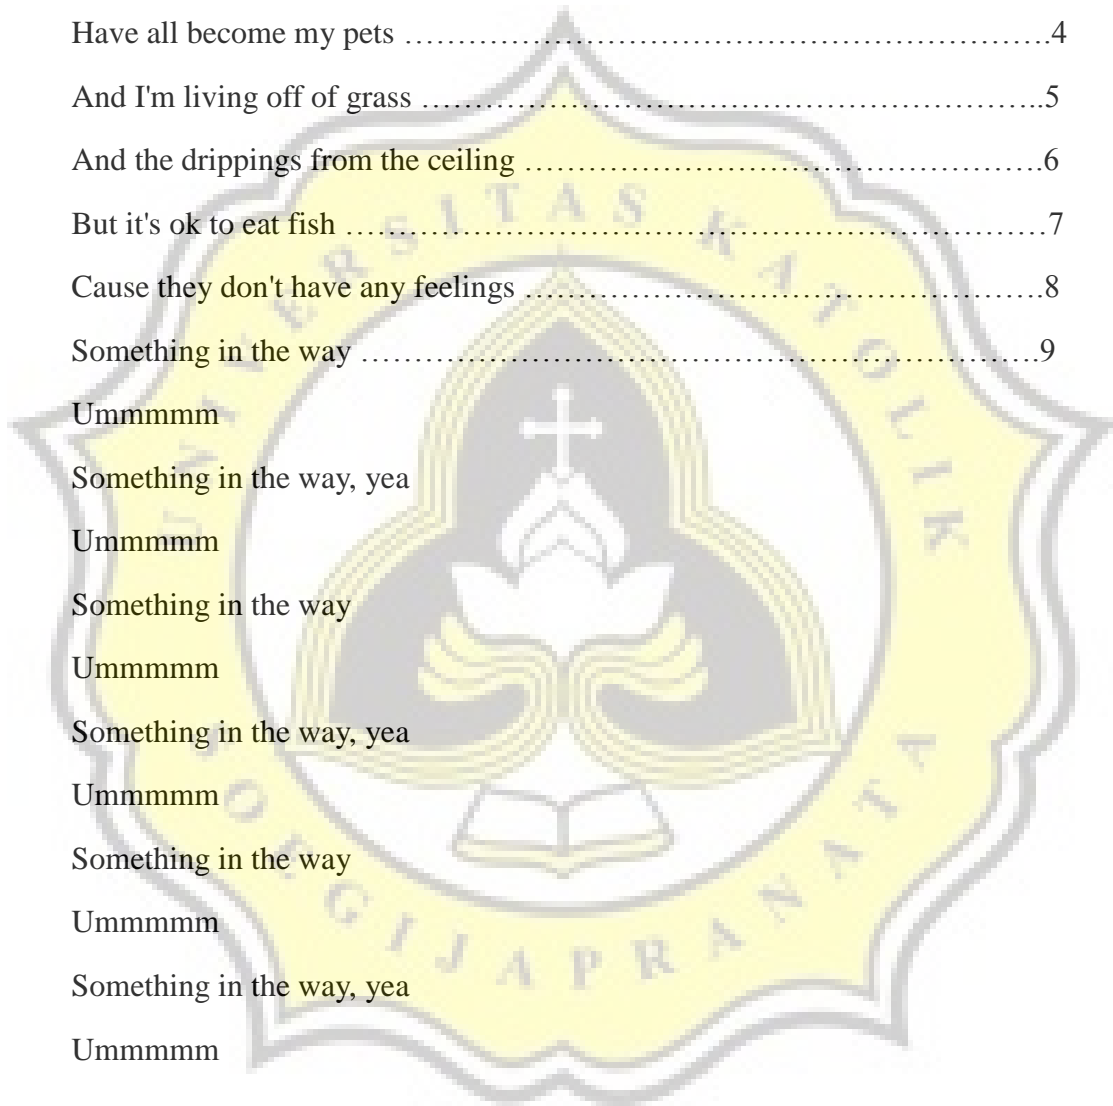 Have all become my pets ……………………………………………4
And I'm living off of grass …………………………………………..5
And the drippings from the ceiling ……………………………………6
But it's ok to eat fish …………………………………………………7
Cause they don't have any feelings ……………………………………8
Something in the way ………………………………………………9
Ummmmm
Something in the way, yea
Ummmmm
Something in the way
Ummmmm
Something in the way, yea
Ummmmm
Something in the way
Ummmmm
Something in the way, yea
Ummmmm
UNIVERSITAS KATOLIK
SOEGIJAPRANATA